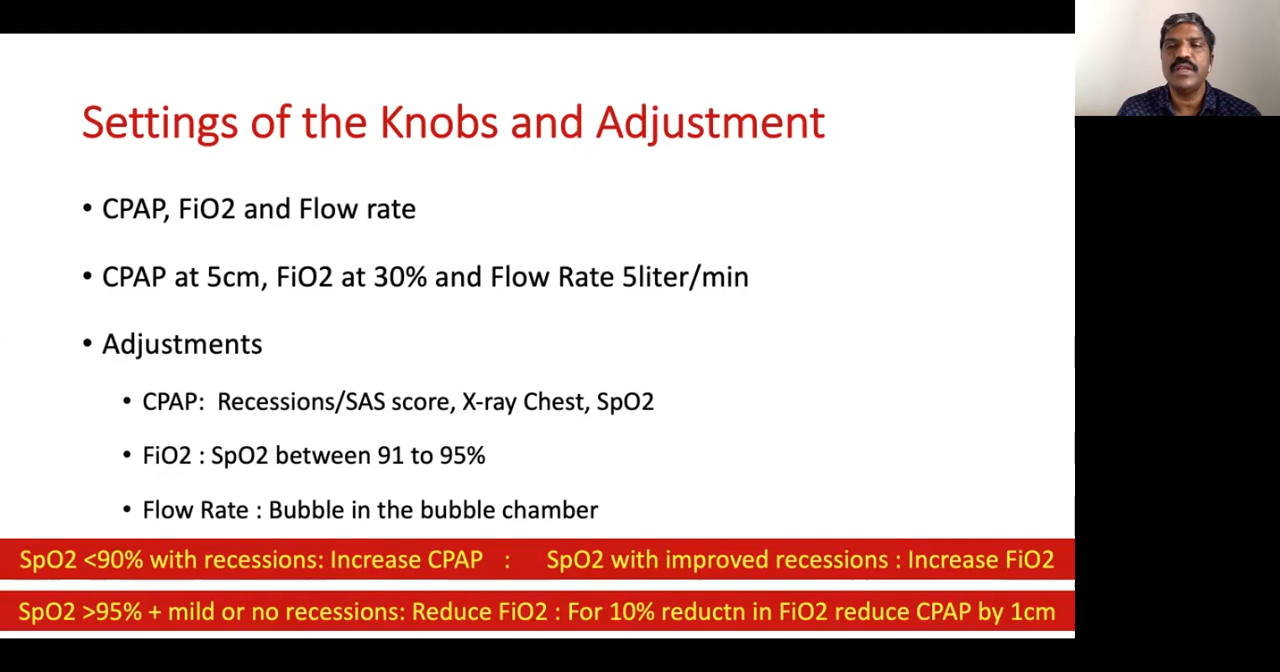 Settings of the Knobs and Adjustment
• CPAP, FiO2 and Flow rate
• CPAP at 5cm, FiO2 at 30% and Flow Rate 5liter/min
• Adjustments
• CPAP: Recessions/SAS score, X-ray Chest, SpO2
• FiO2 : SpO2 between 91 to 95%
• Flow Rate : Bubble in the bubble chamber
SpO2 <90% with recessions: Increase CPAP : SpO2 with improved recessions : Increase FiO2
SpO2 >95% + mild or no recessions: Reduce FiO2 : For 10% reductn in FiO2 reduce CPAP by 1cm